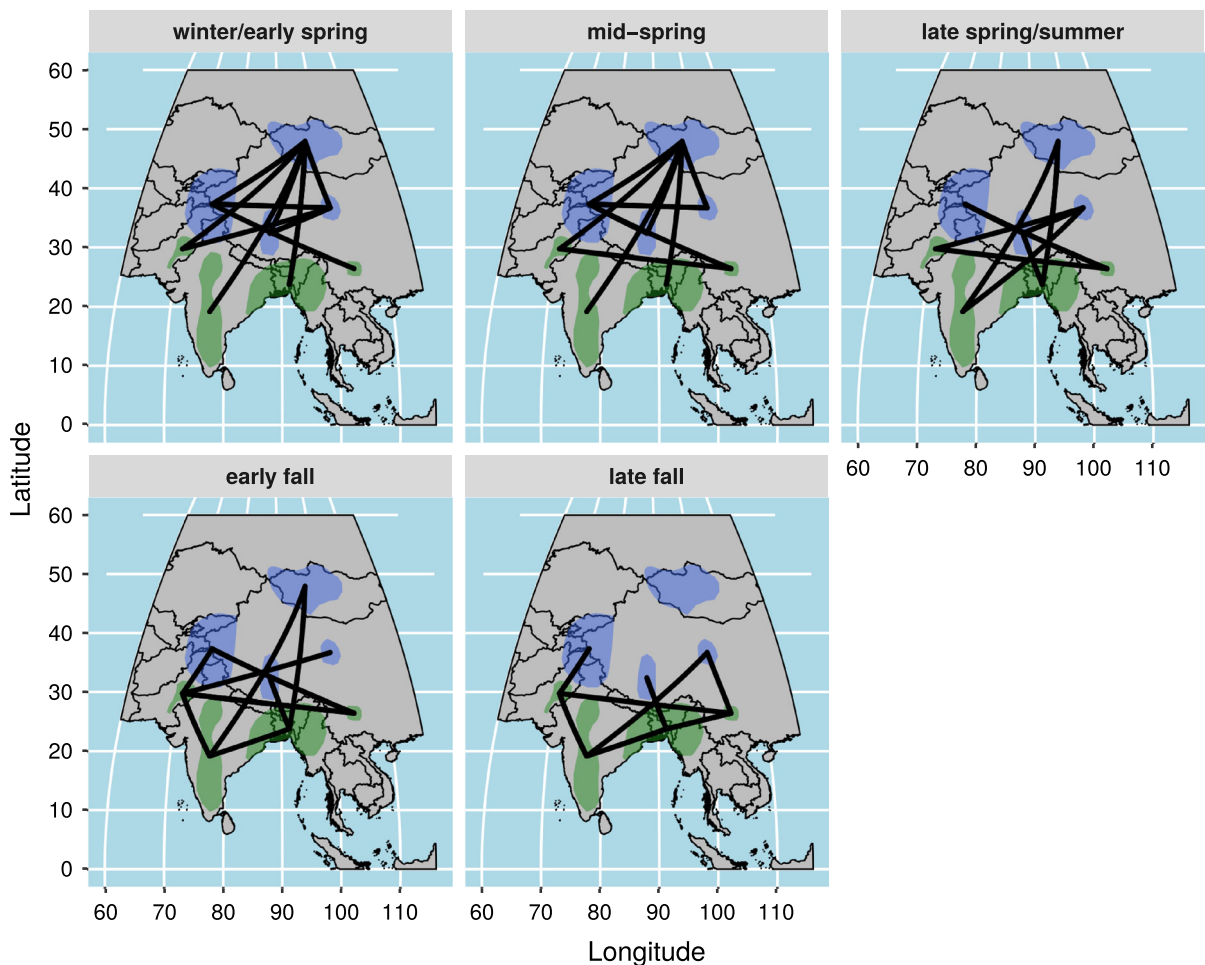 winter/early spring
mid−spring
late spring/summer
60
50
40
30
20
10
0
60 70 80 90 100 110
early fall
late fall
60
50
40
30
20
10
0
60 70 80 90 100 110
60 70 80 90 100 110
Latitude
Longitude